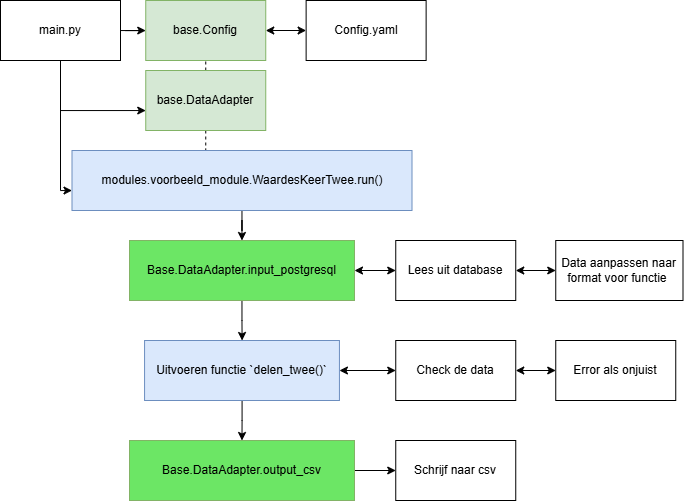 main.py
base.Config
Config.yaml
base.DataAdapter
modules.voorbeeld_module.WaardesKeerTwee.run()
Base.DataAdapter.input_postgresql
Lees uit database
Data aanpassen naar
format voor functie
Uitvoeren functie `delen_twee()`
Check de data
Error als onjuist
Base.DataAdapter.output_csv
Schrijf naar csv